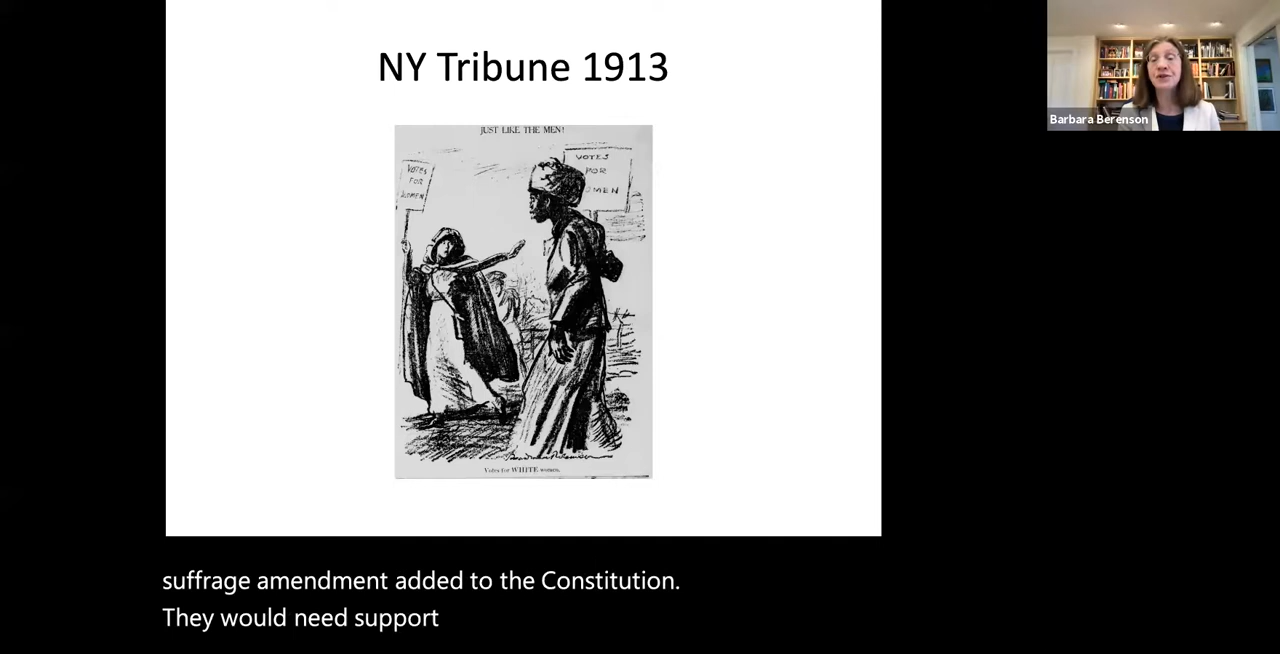 NY Tribune 1913
JUST LIKE THE MEN!
VOTES
FOR
WOMEN
VOTES
FOR
OMEN
Votes for WHITE women.
Barbara Berenson
suffrage amendment added to the Constitution.
They would need support